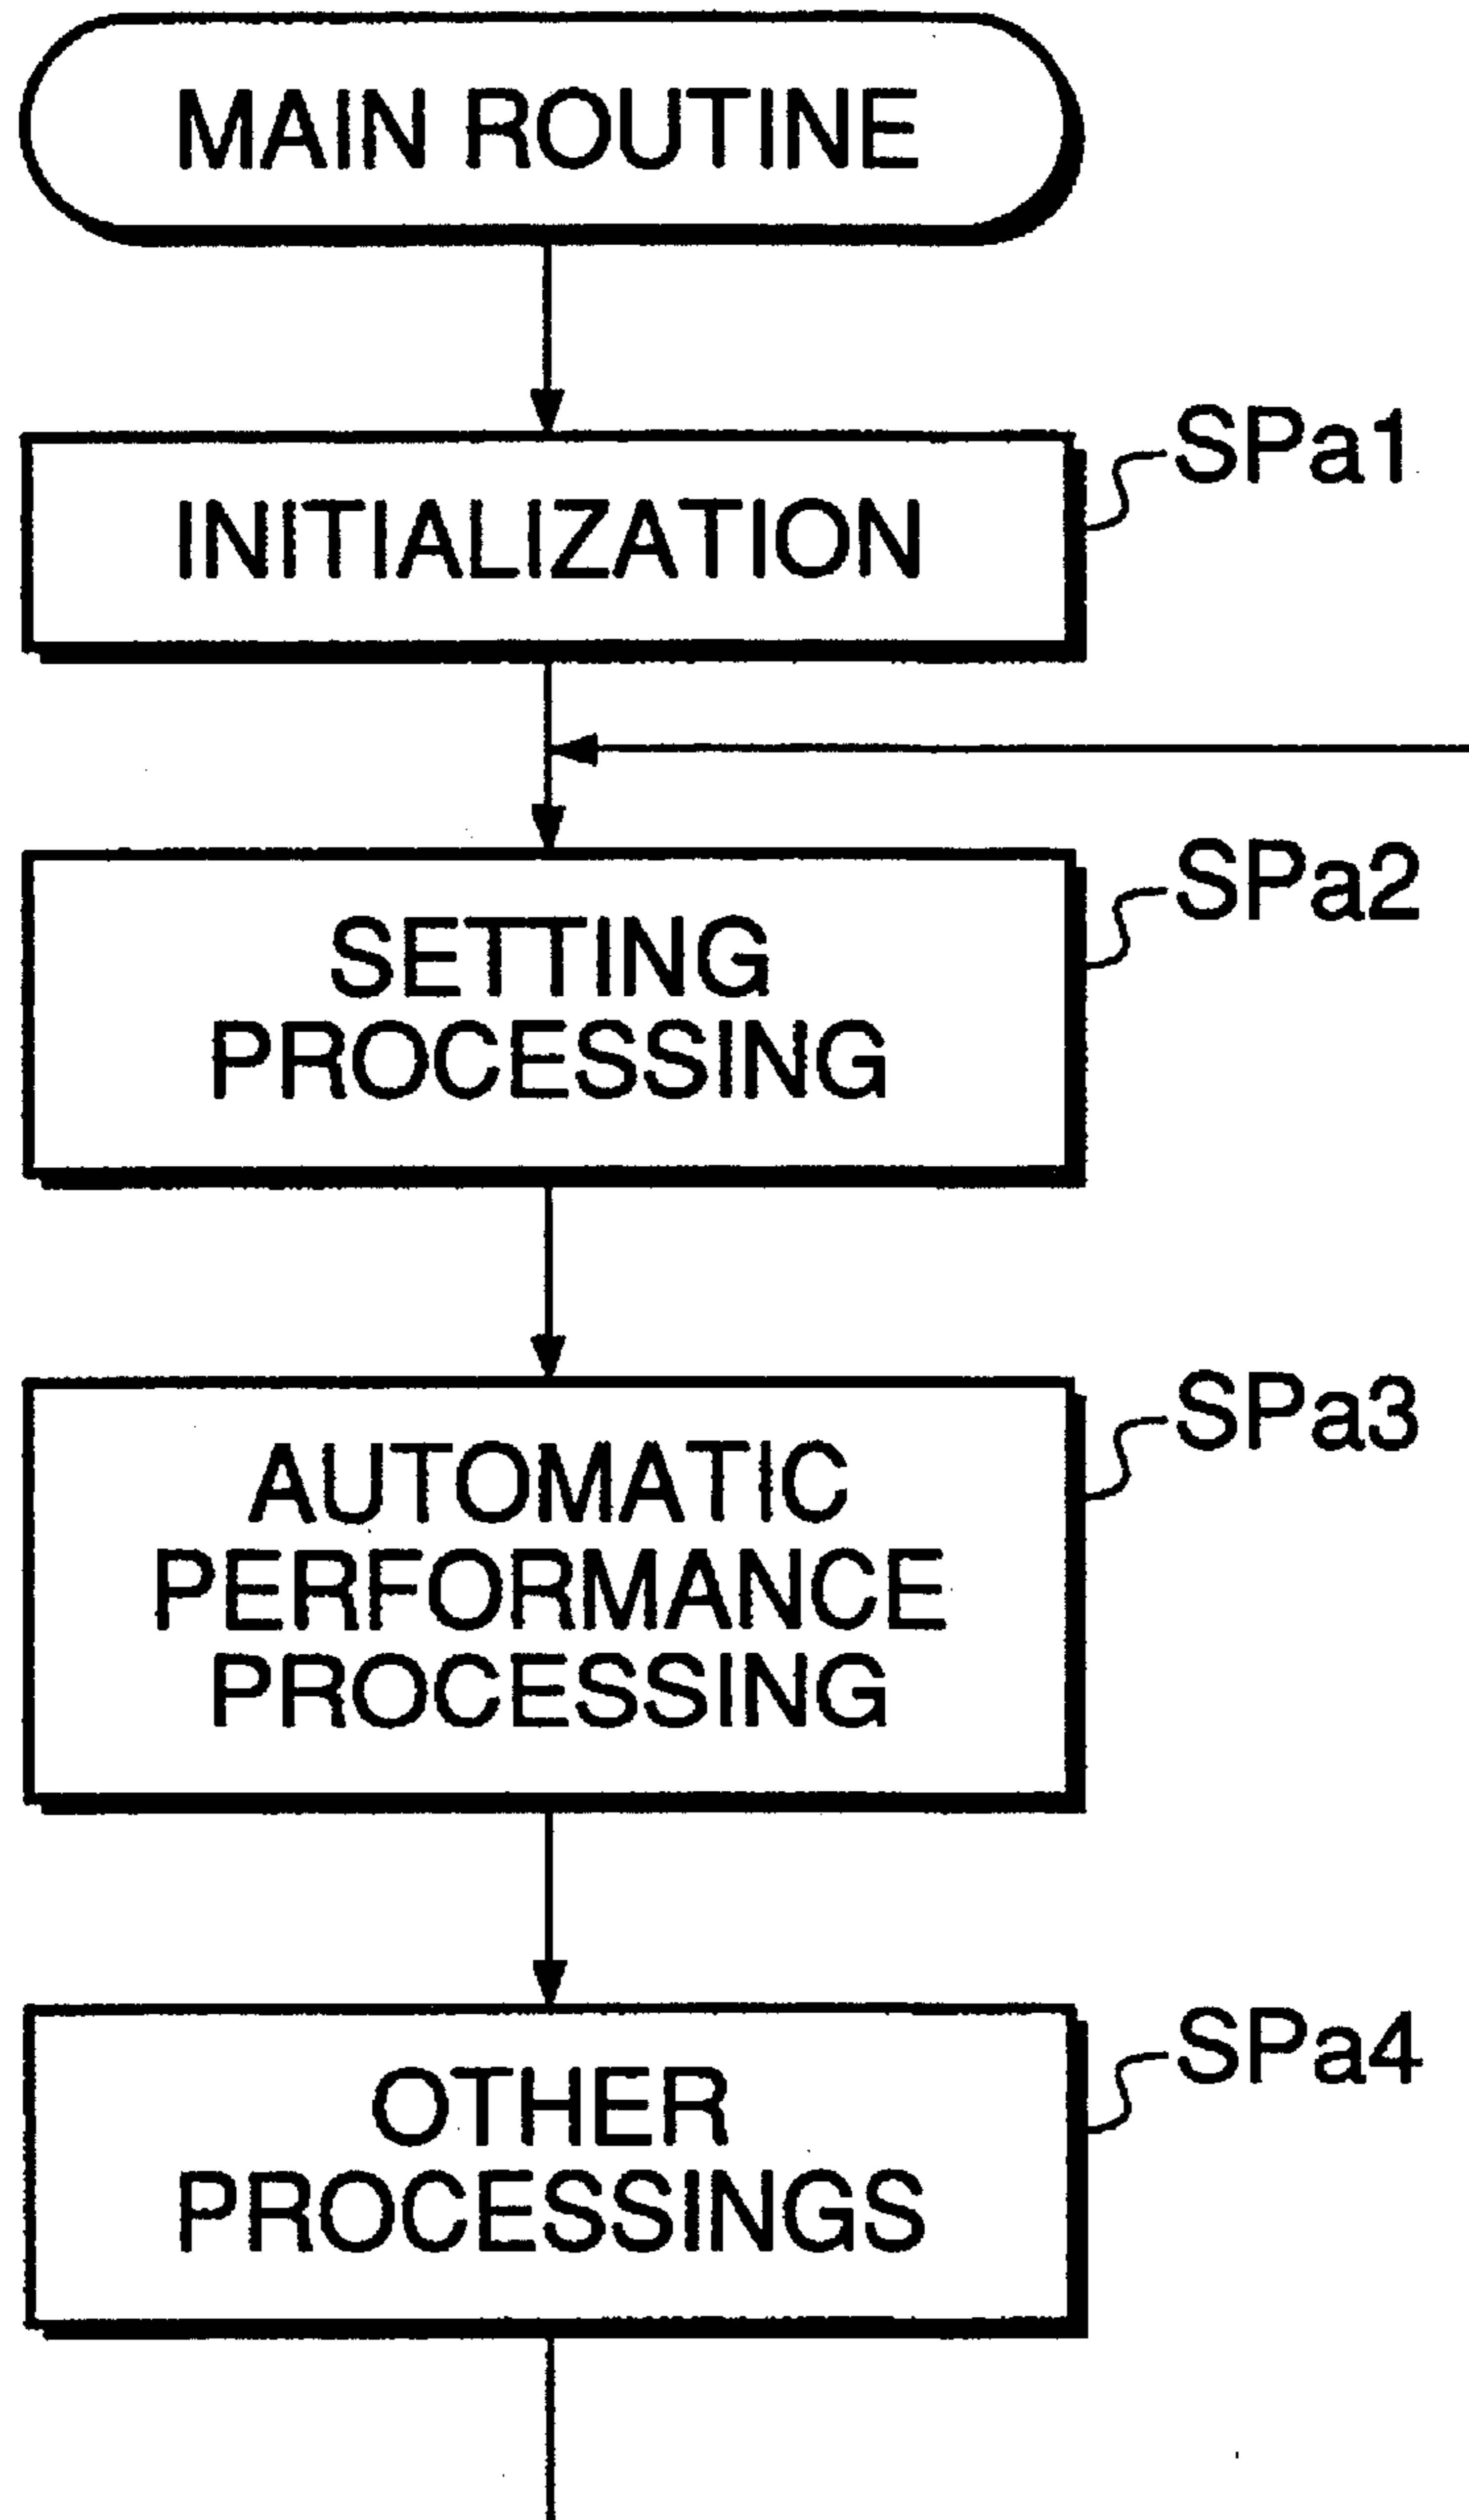 MAIN ROUTINE
INITIALIZATION
SPa1
SETTING
PROCESSING
SPa2
AUTOMATIC
PERFORMANCE
PROCESSING
SPa3
OTHER
PROCESSINGS
SPa4